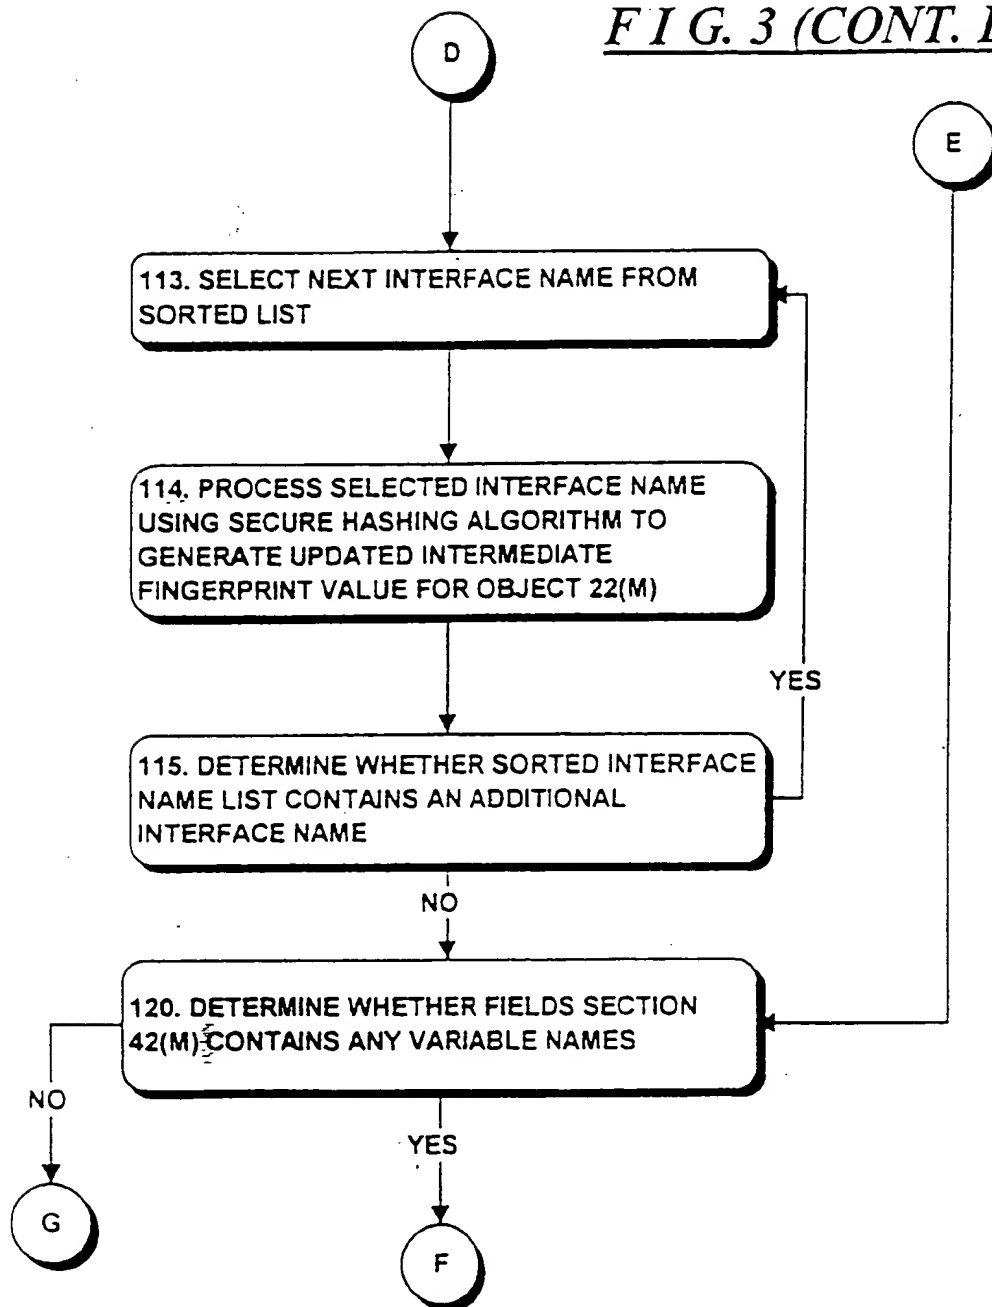 FIG. 3 (CONT.
D
E
113. SELECT NEXT INTERFACE NAME FROM
SORTED LIST
114. PROCESS SELECTED INTERFACE NAME
USING SECURE HASHING ALGORITHM TO
GENERATE UPDATED INTERMEDIATE
FINGERPRINT VALUE FOR OBJECT 22(M)
YES
115. DETERMINE WHETHER SORTED INTERFACE
NAME LIST CONTAINS AN ADDITIONAL
INTERFACE NAME
NO
120. DETERMINE WHETHER FIELDS SECTION
42(M) CONTAINS ANY VARIABLE NAMES
NO
YES
G
F